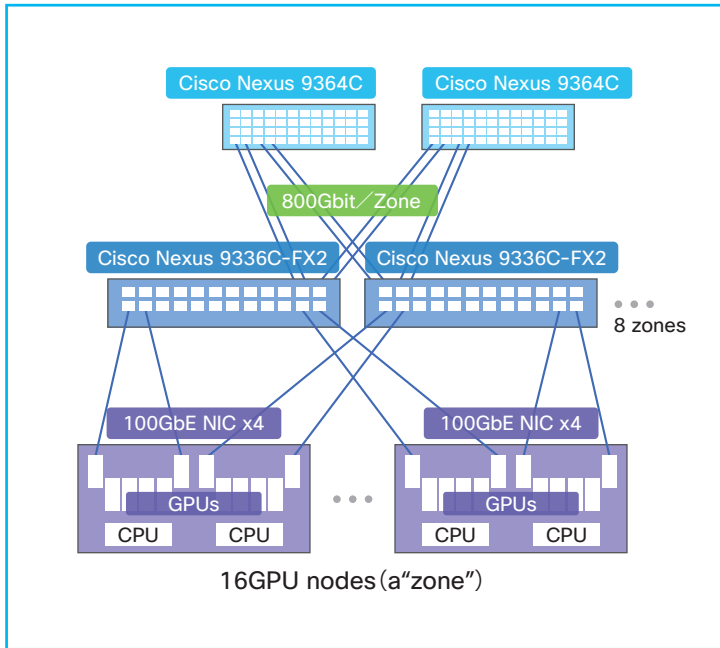 Cisco Nexus 9364C
Cisco Nexus 9364C
800Gbit／Zone
Cisco Nexus 9336C-FX2
Cisco Nexus 9336C-FX2
8 zones
100GbE NIC x4
100GbE NIC x4
GPUs
GPUs
CPU
CPU
CPU
CPU
16GPU nodes（a“zone”）